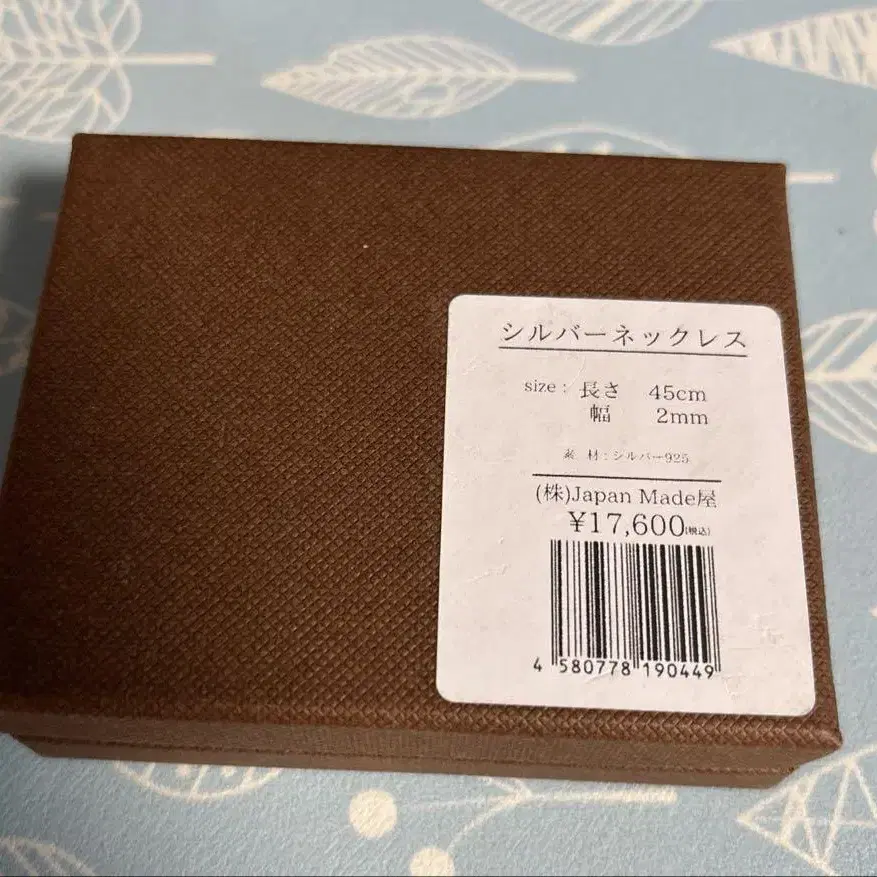 シルバーネックレス
size : 長さ 45cm
幅 2mm
素 材 : シルバー925
(株)Japan Made屋
¥17,600(税込)
4 580778 190449